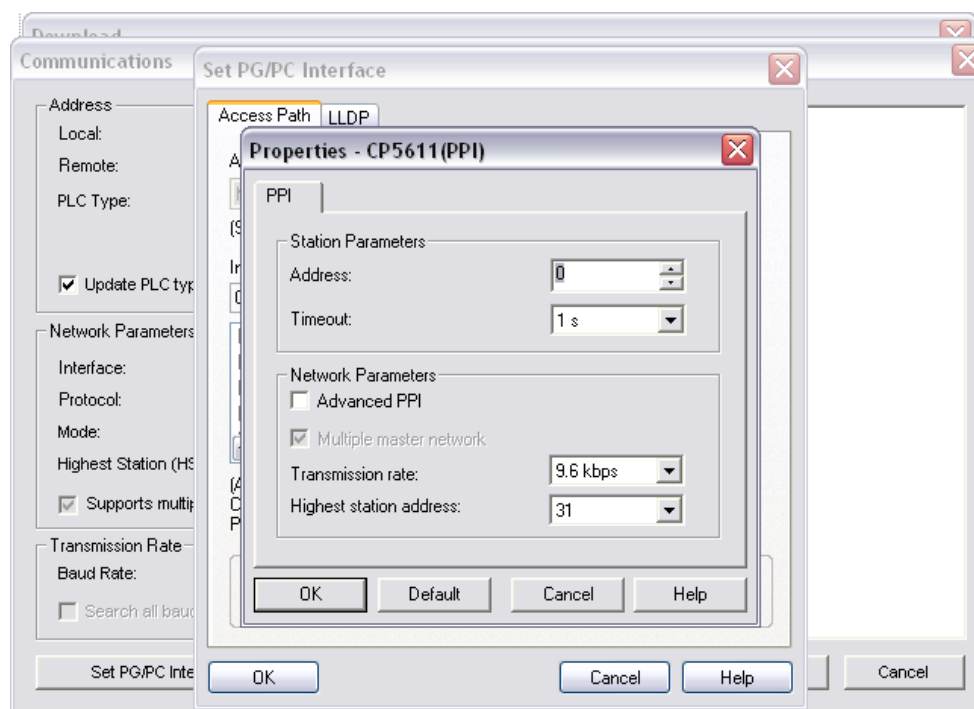 Download
Communications
Set PG/PC Interface
Address
Local:
Remote:
PLC Type:
Update PLC typ
Network Parameters
Interface:
Protocol:
Mode:
Highest Station (HS
Supports multip
Transmission Rate
Baud Rate:
Search all baud
Set PG/PC Inte
Cancel
Access Path
LLDP
OK
Cancel
Help
Properties - CP5611(PPI)
PPI
Station Parameters
Address:
0
Timeout:
1 s
Network Parameters
Advanced PPI
Multiple master network
Transmission rate:
9.6 kbps
Highest station address:
31
OK
Default
Cancel
Help